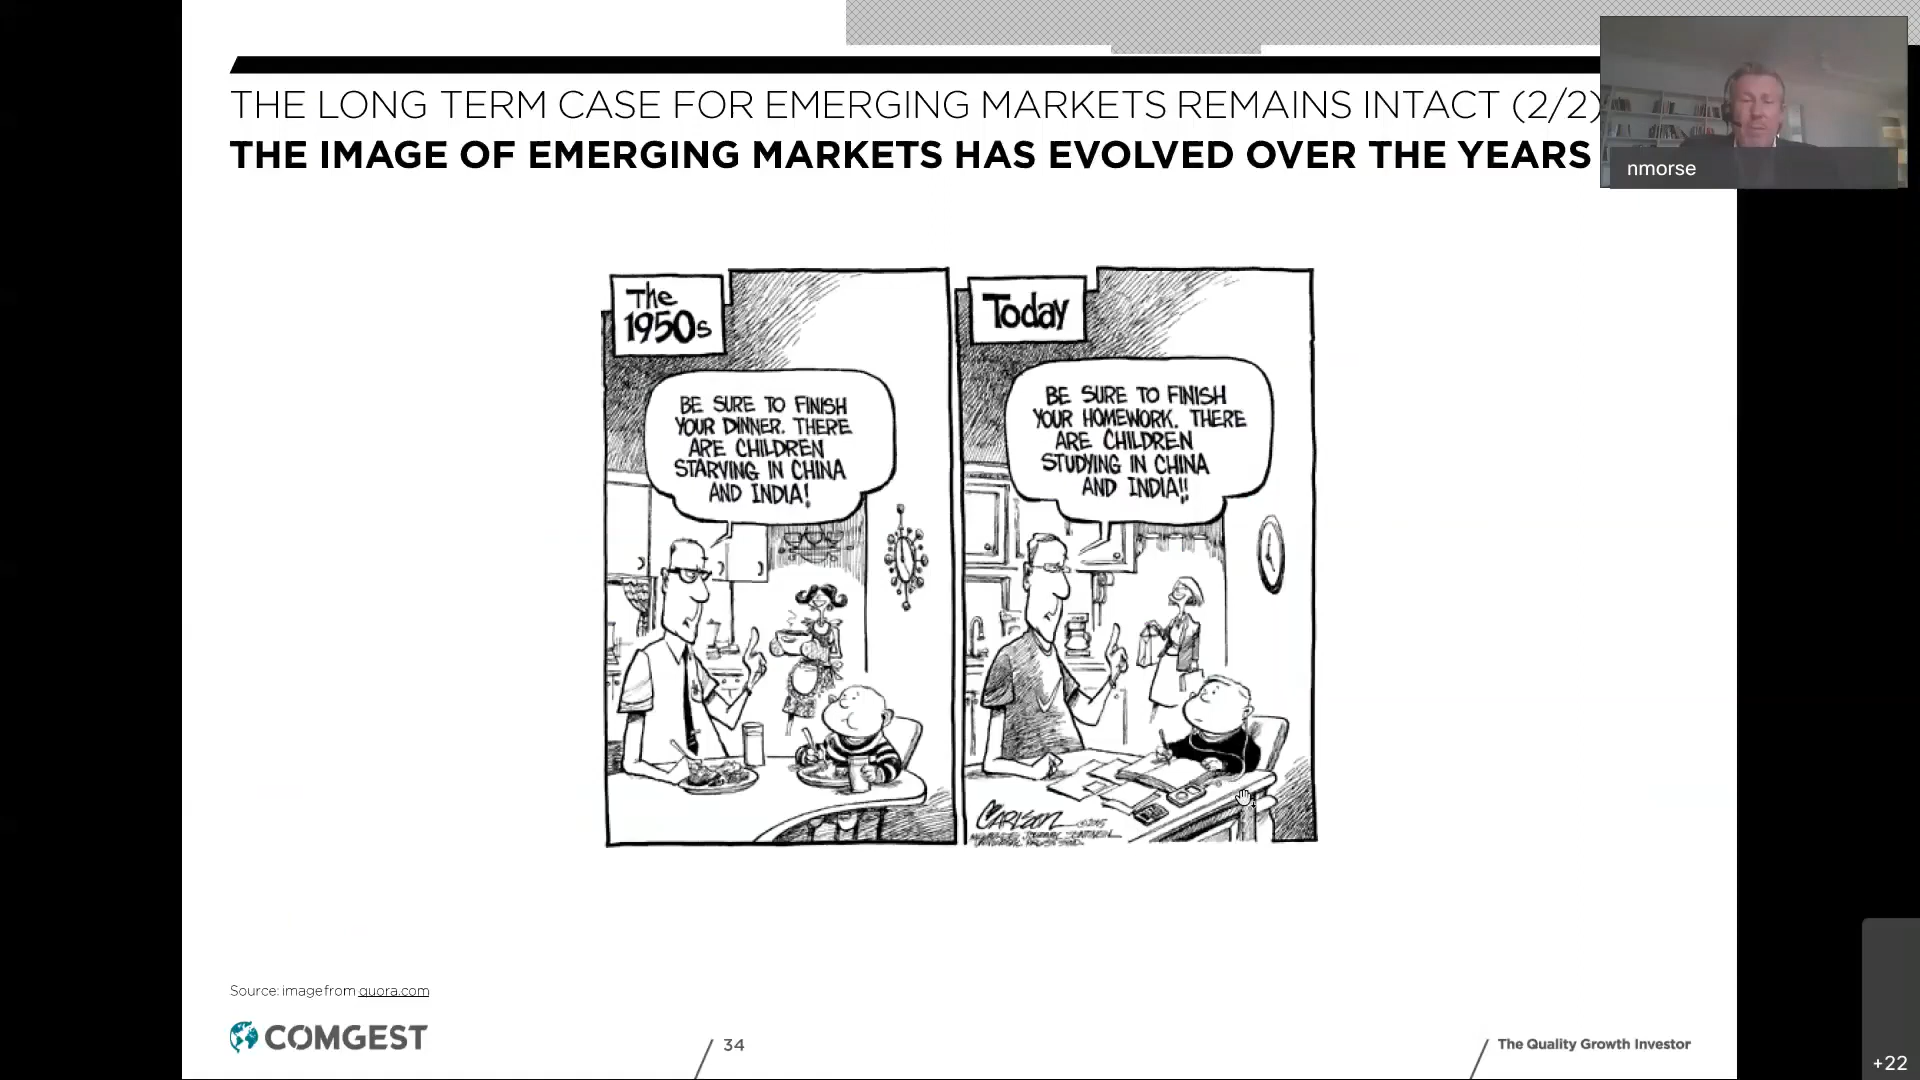 THE LONG TERM CASE FOR EMERGING MARKETS REMAINS INTACT (2/2)
THE IMAGE OF EMERGING MARKETS HAS EVOLVED OVER THE YEARS
nmorse
The
1950s
BE SURE TO FINISH
YOUR DINNER. THERE
ARE CHILDREN
STARVING IN CHINA
AND INDIA!
Today
BE SURE TO FINISH
YOUR HOMEWORK. THERE
ARE CHILDREN
STUDYING IN CHINA
AND INDIA!!
CARLSON
Source: image from quora.com
COMGEST
34
The Quality Growth Investor
+22